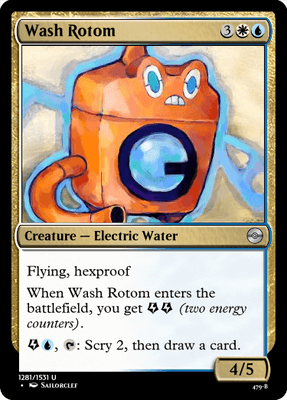 Wash Rotom 3
Creature — Electric Water
Flying, hexproof
When Wash Rotom enters the
battlefield, you get (two energy
counters).
, : Scry 2, then draw a card.
4/5
1281/1531 U
• Sailorclef
479-B